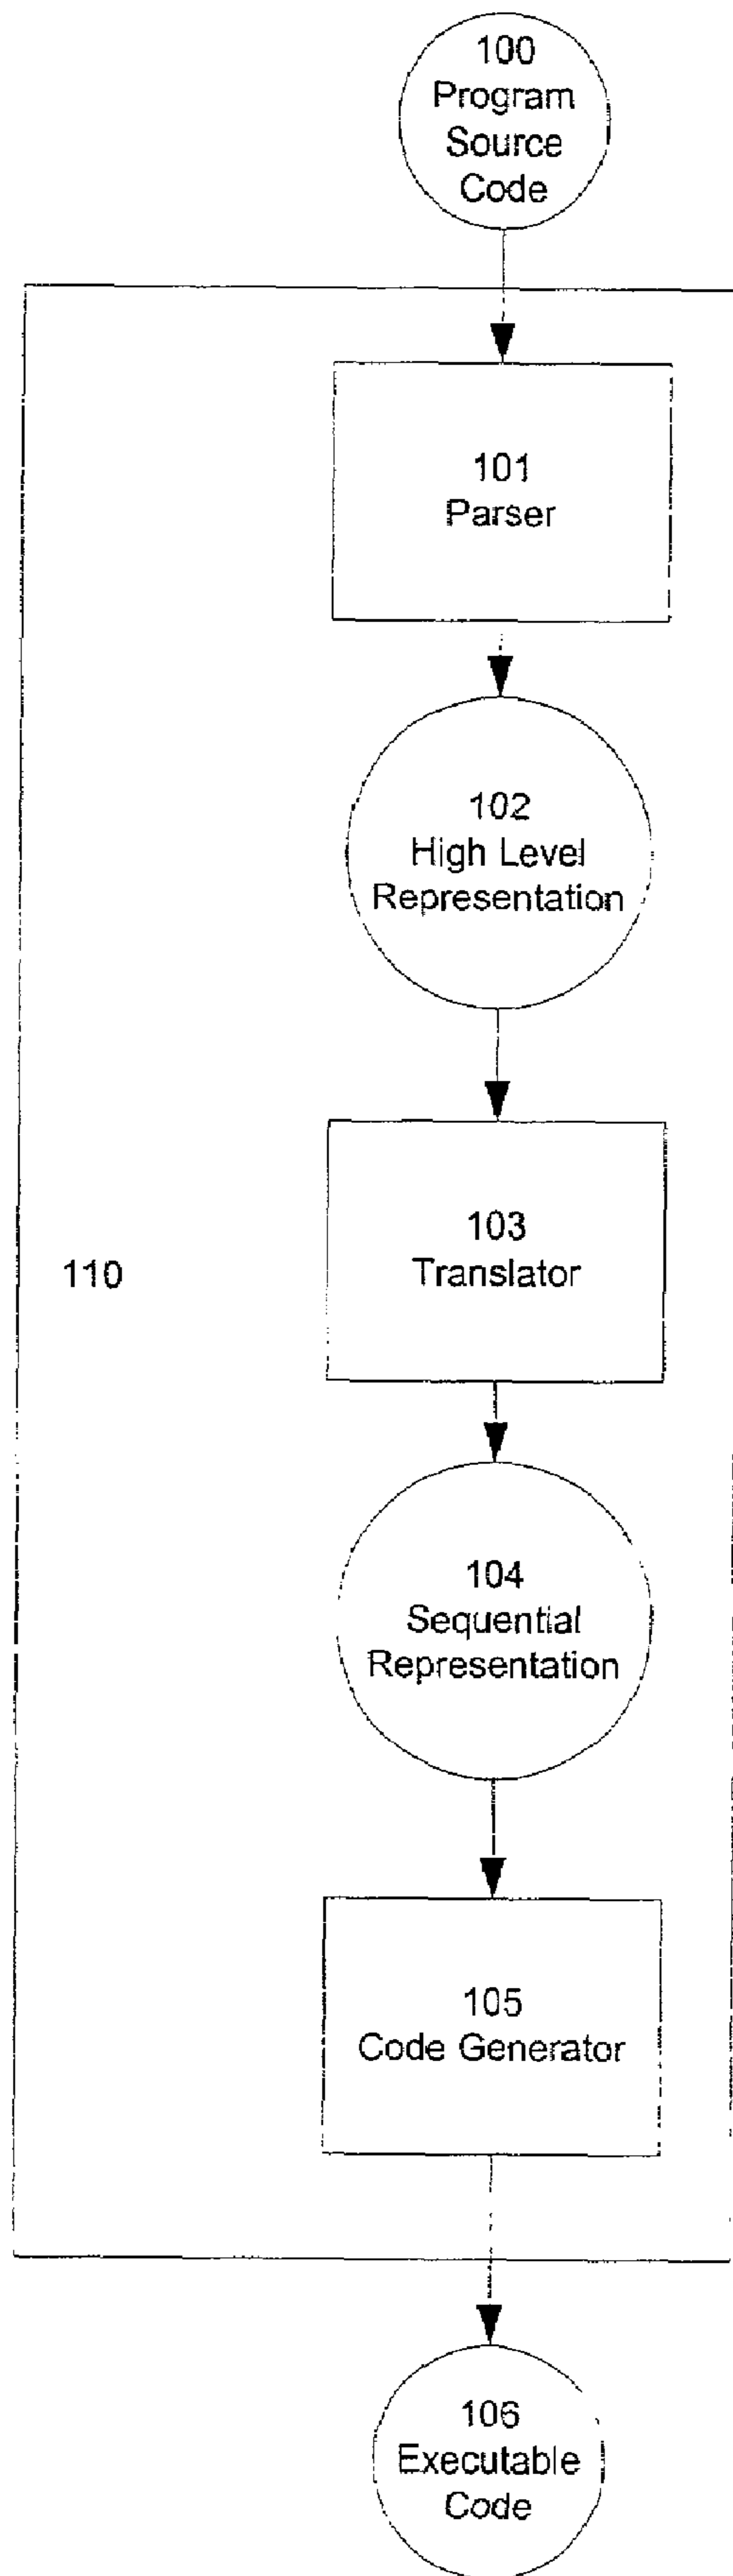 100
Program
Source
Code
101
Parser
102
High Level
Representation
103
Translator
110
104
Sequential
Representation
105
Code Generator
106
Executable
Code